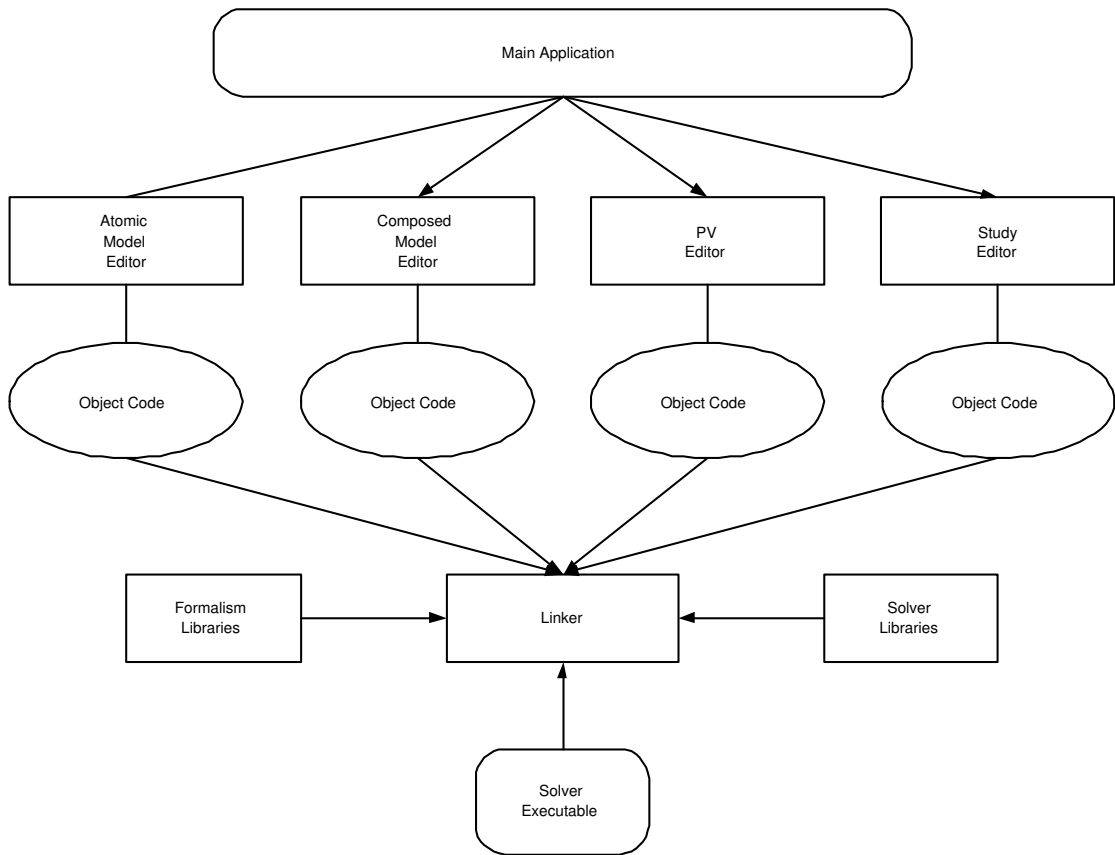 Main Application
Atomic
Model
Editor
Composed
Model
Editor
PV
Editor
Study
Editor
Object Code
Object Code
Object Code
Object Code
Formalism
Libraries
Linker
Solver
Libraries
Solver
Executable